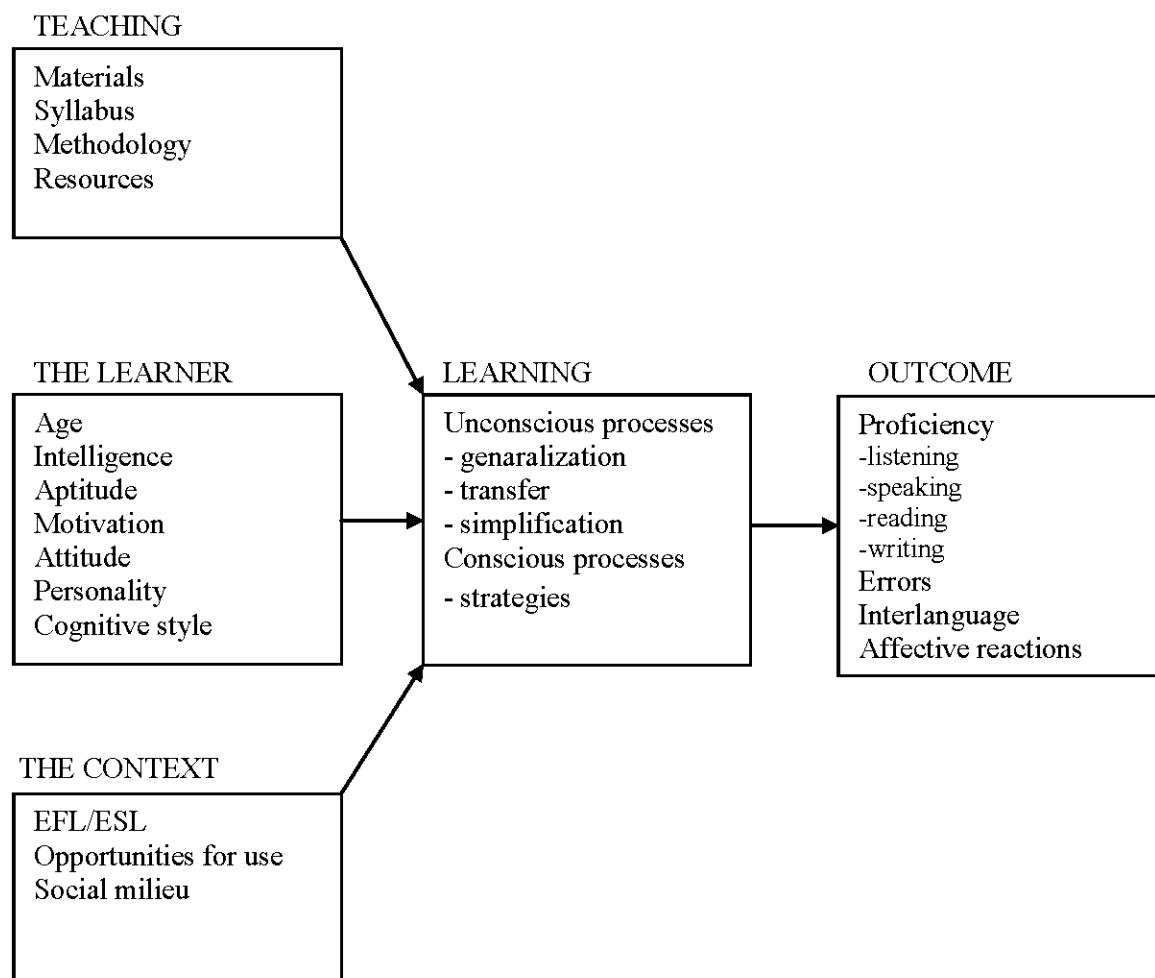 TEACHING
Materials
Syllabus
Methodology
Resources
THE LEARNER
Age
Intelligence
Aptitude
Motivation
Attitude
Personality
Cognitive style
THE CONTEXT
EFL/ESL
Opportunities for use
Social milieu
LEARNING
Unconscious processes
- genaralization
- transfer
- simplification
Conscious processes
- strategies
OUTCOME
Proficiency
-listening
-speaking
-reading
-writing
Errors
Interlanguage
Affective reactions